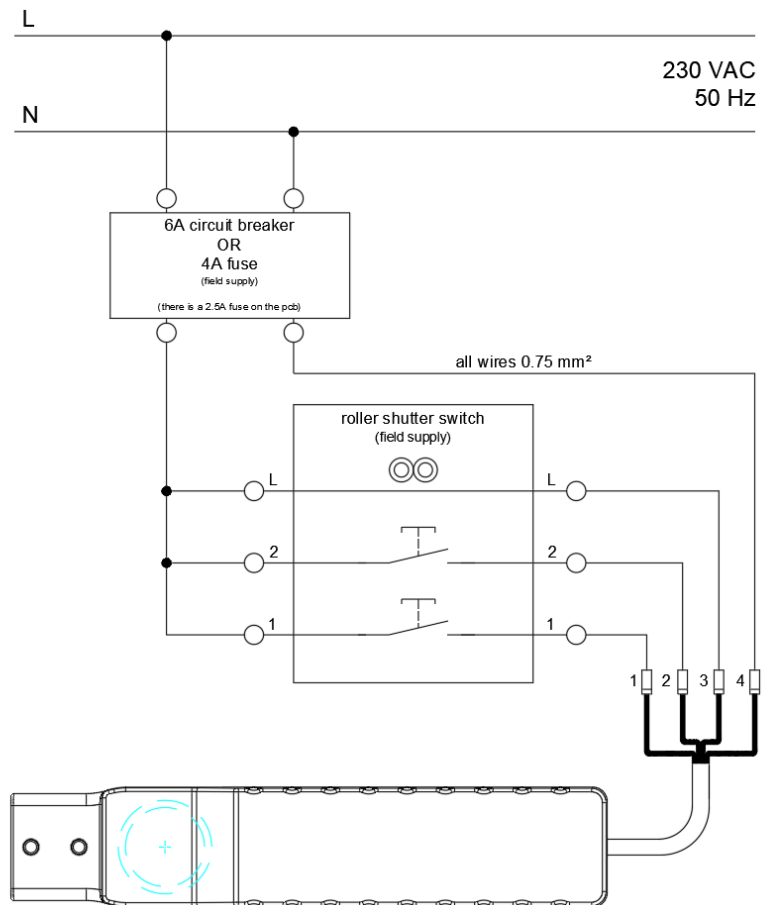 L
230 VAC
50 Hz
N
6A circuit breaker
OR
4A fuse
(field supply)
(there is a 2.5A fuse on the pcb)
all wires 0.75 mm²
roller shutter switch
(field supply)
L L
2 2
1 1
1 2 3 4